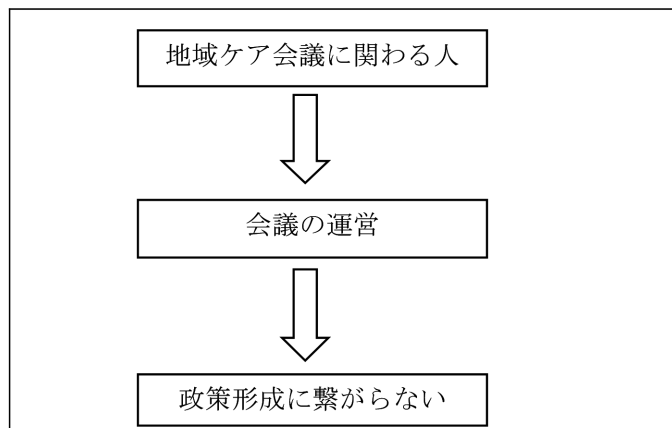 地域ケア会議に関わる人
会議の運営
政策形成に繋がらない